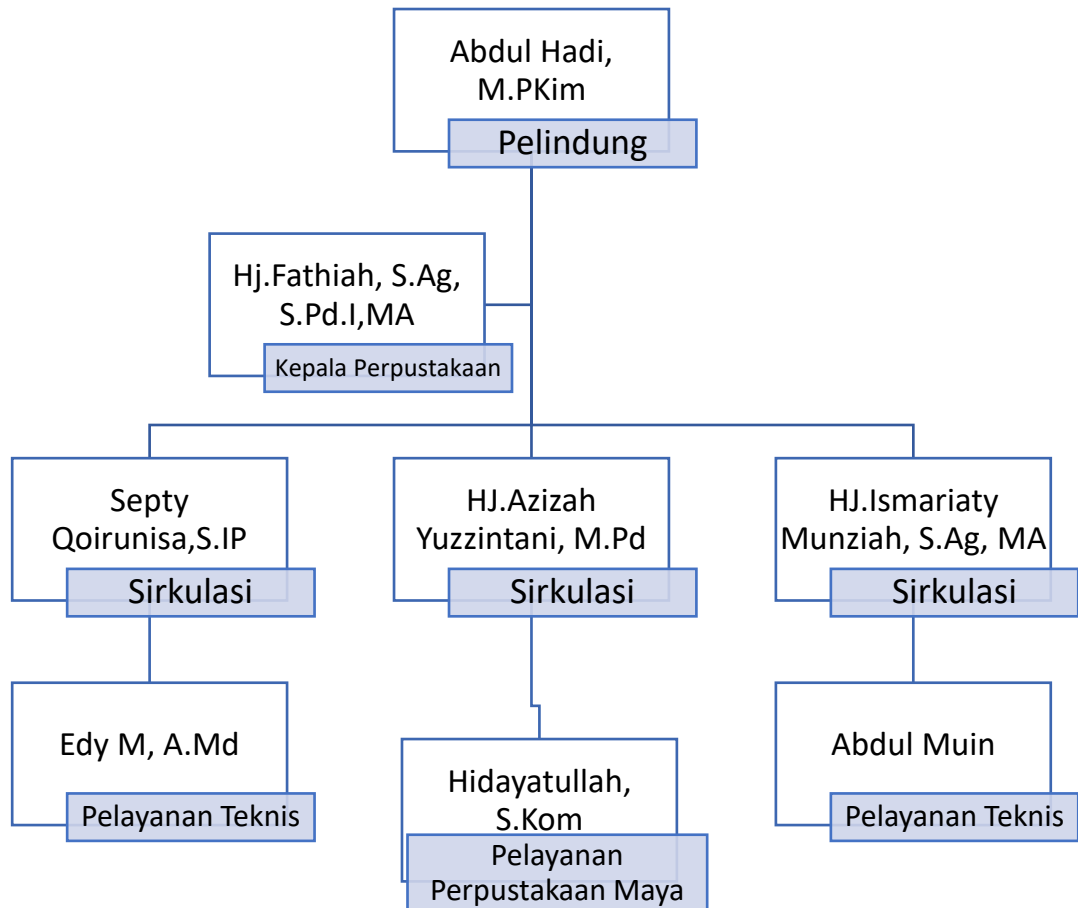 Abdul Hadi,
M.PKim
Pelindung
Hj.Fathiah, S.Ag,
S.Pd.I,MA
Kepala Perpustakaan
Septy
Qoirunisa,S.IP
Sirkulasi
HJ.Azizah
Yuzzintani, M.Pd
Sirkulasi
HJ.Ismariaty
Munziah, S.Ag, MA
Sirkulasi
Edy M, A.Md
Pelayanan Teknis
Hidayatullah,
S.Kom
Pelayanan
Perpustakaan Maya
Abdul Muin
Pelayanan Teknis